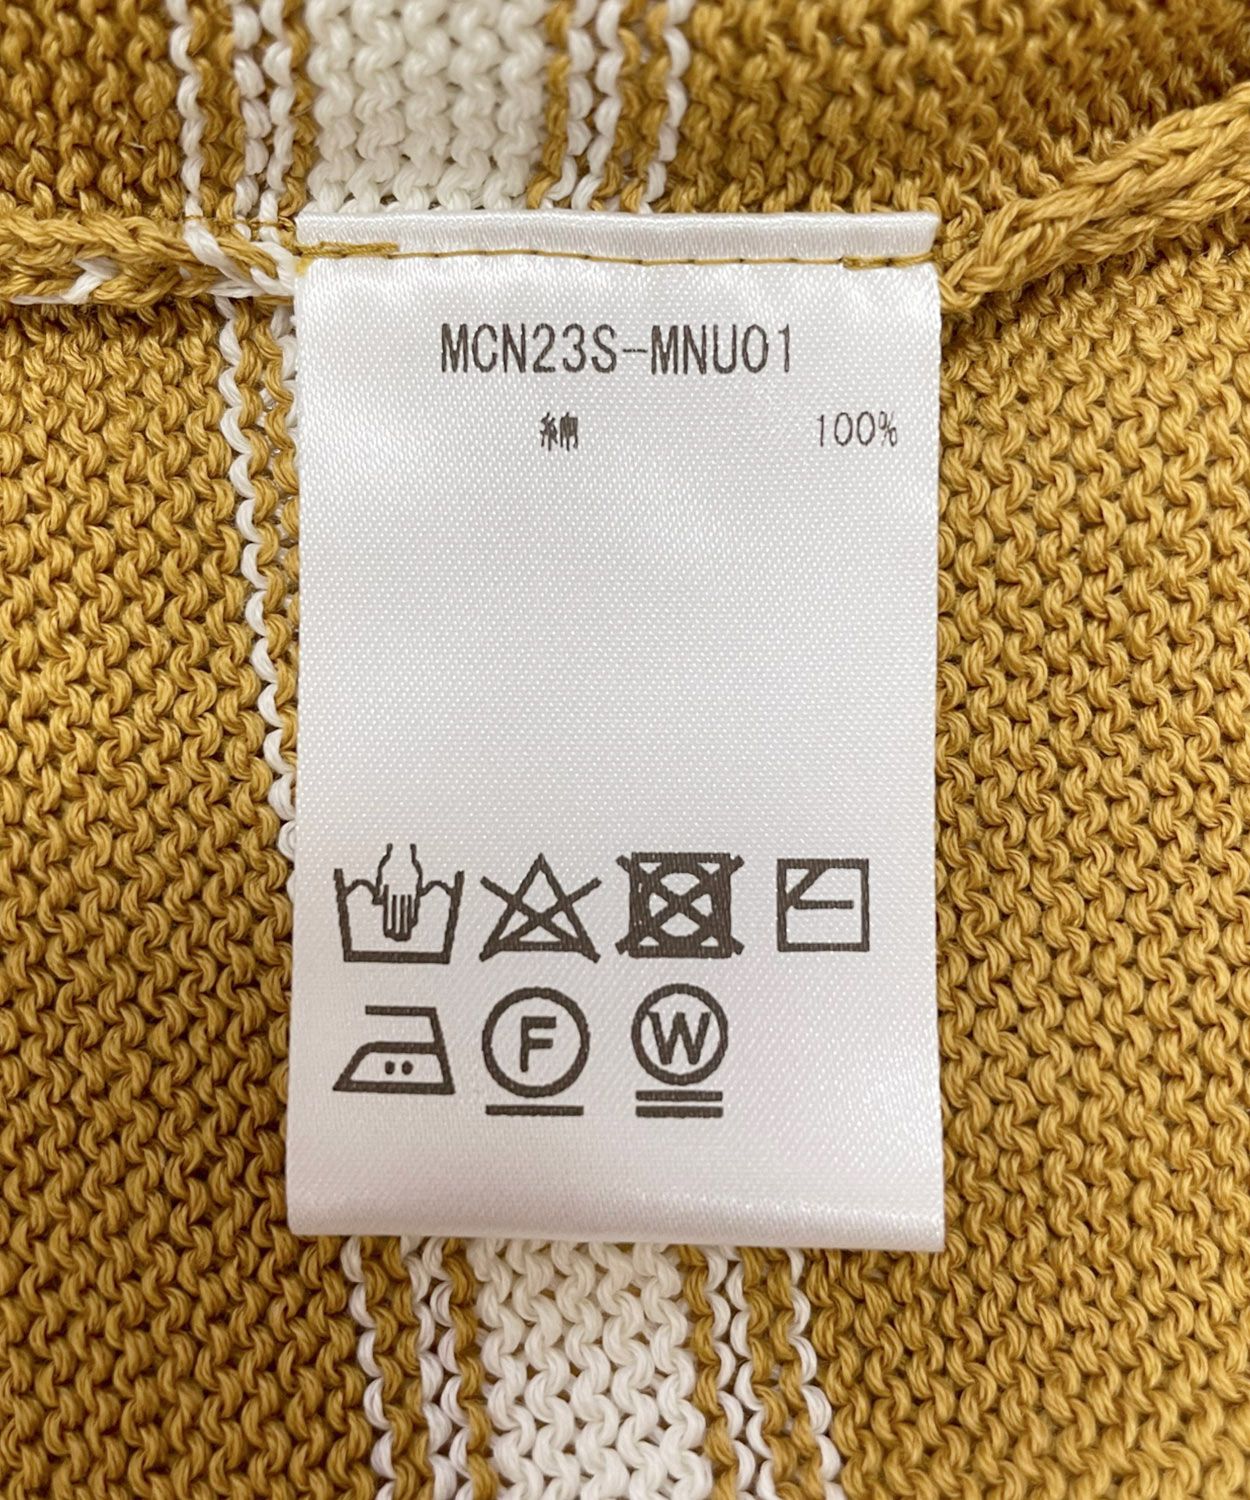 MCN23S-MNU01
綿 100%
F
W